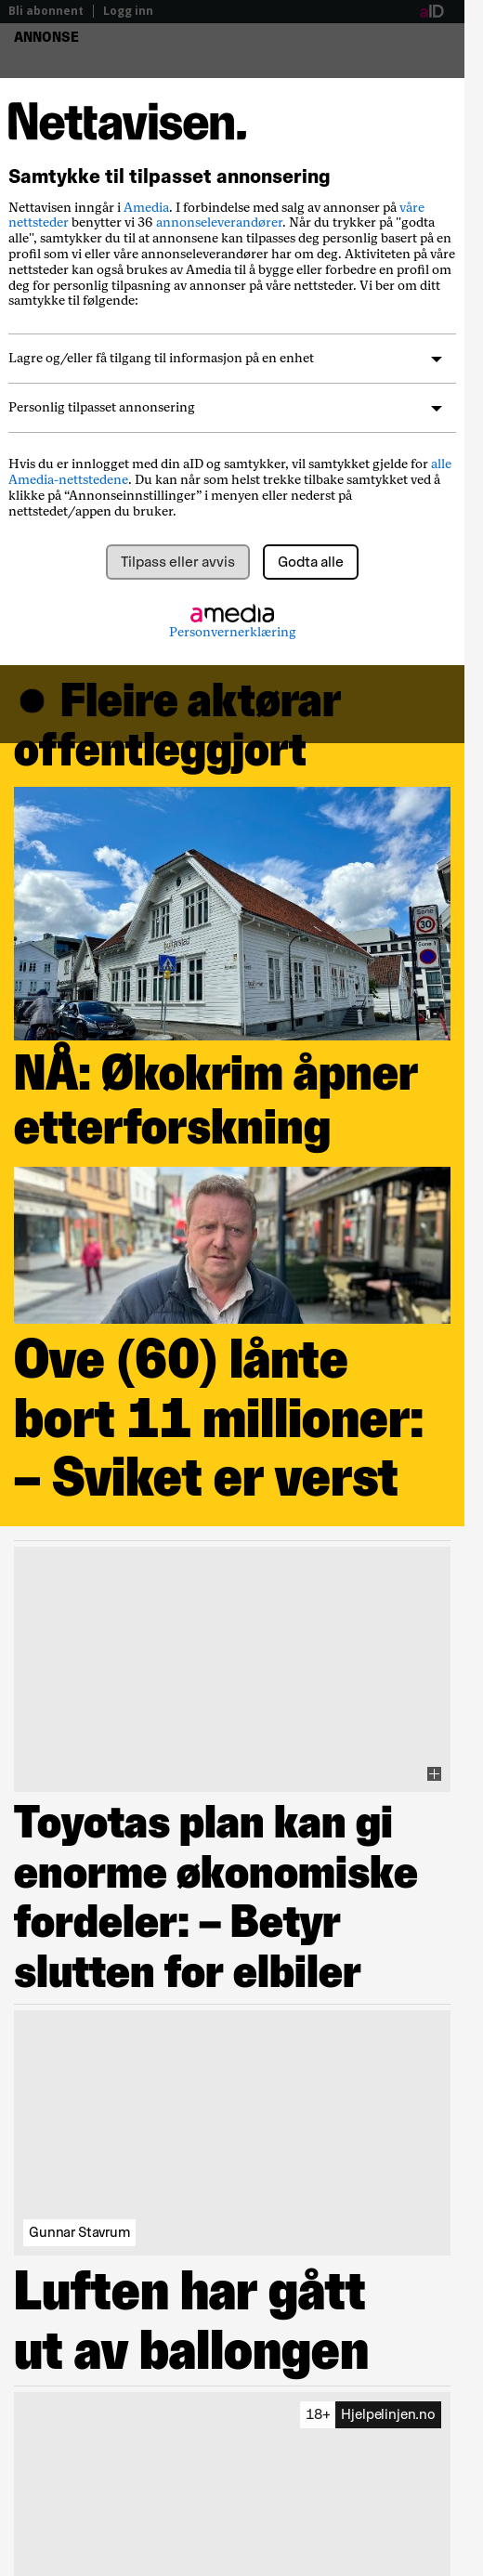 Bli abonnent | Logg inn
aID
ANNONSE
Nettavisen.
Samtykke til tilpasset annonsering
Nettavisen inngår i Amedia. I forbindelse med salg av annonser på våre
nettsteder benytter vi 36 annonseleverandører. Når du trykker på "godta
alle", samtykker du til at annonsene kan tilpasses deg personlig basert på en
profil som vi eller våre annonseleverandører har om deg. Aktiviteten på våre
nettsteder kan også brukes av Amedia til å bygge eller forbedre en profil om
deg for personlig tilpasning av annonser på våre nettsteder. Vi ber om ditt
samtykke til følgende:
Lagre og/eller få tilgang til informasjon på en enhet
Personlig tilpasset annonsering
Hvis du er innlogget med din aID og samtykker, vil samtykket gjelde for alle
Amedia-nettstedene. Du kan når som helst trekke tilbake samtykket ved å
klikke på “Annonseinnstillinger” i menyen eller nederst på
nettstedet/appen du bruker.
Tilpass eller avvis
Godta alle
amedia
Personvernerklæring
● Fleire aktørar
offentleggjort
Sone
30
Sone
NÅ: Økokrim åpner
etterforskning
Ove (60) lånte
bort 11 millioner:
– Sviket er verst
Toyotas plan kan gi
enorme økonomiske
fordeler: – Betyr
slutten for elbiler
Gunnar Stavrum
Luften har gått
ut av ballongen
18+ Hjelpelinjen.no